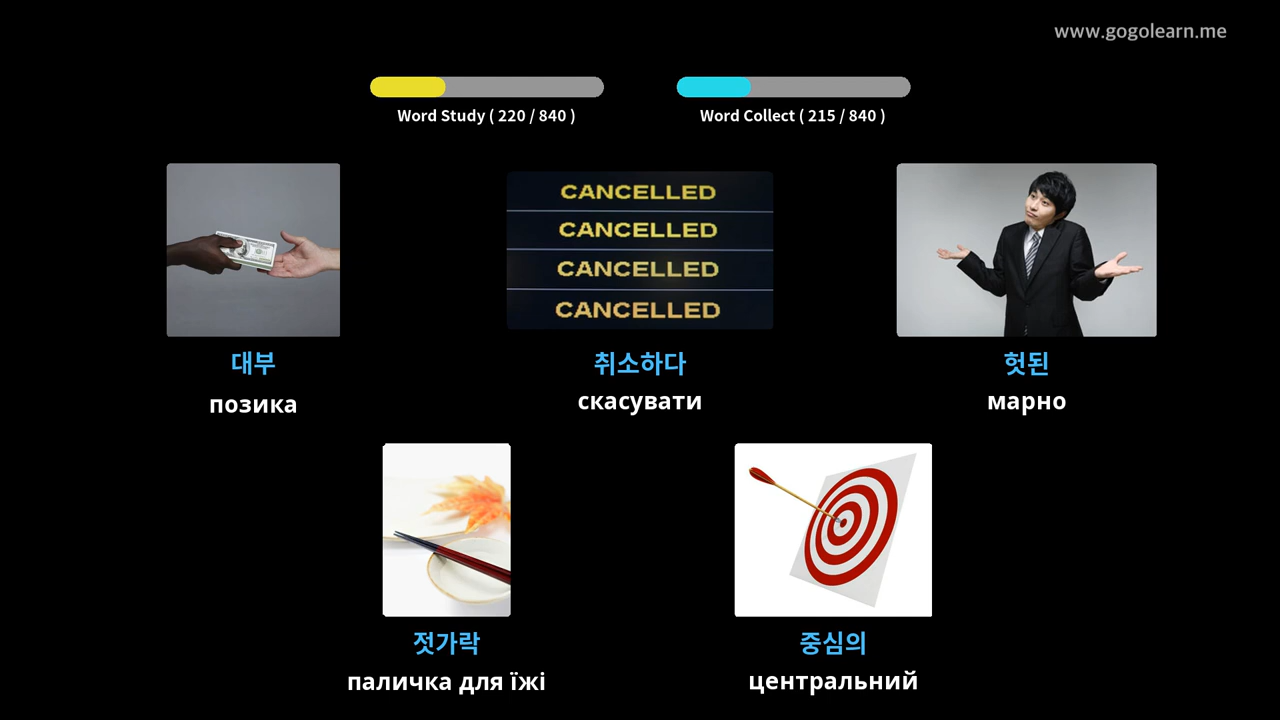 www.gogolearn.me
Word Study ( 220 / 840 )
Word Collect ( 215 / 840 )
CANCELLED
CANCELLED
CANCELLED
CANCELLED
대부
취소하다
헛된
позика
скасувати
марно
젓가락
중심의
паличка для їжі
центральний